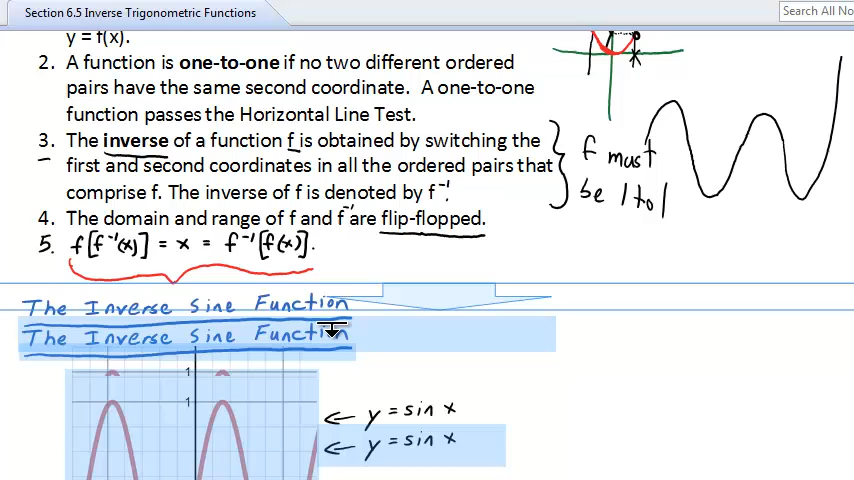 Section 6.5 Inverse Trigonometric Functions
Search All No
y = f(x).
2. A function is one-to-one if no two different ordered
pairs have the same second coordinate. A one-to-one
function passes the Horizontal Line Test.
3. The inverse of a function f is obtained by switching the
first and second coordinates in all the ordered pairs that
comprise f. The inverse of f is denoted by f⁻¹.
f must
be 1 to 1
4. The domain and range of f and f⁻¹ are flip-flopped.
5. f[f⁻¹(x)] = x = f⁻¹[f(x)].
The Inverse Sine Function
The Inverse Sine Function
1
1
← y = sin x
← y = sin x